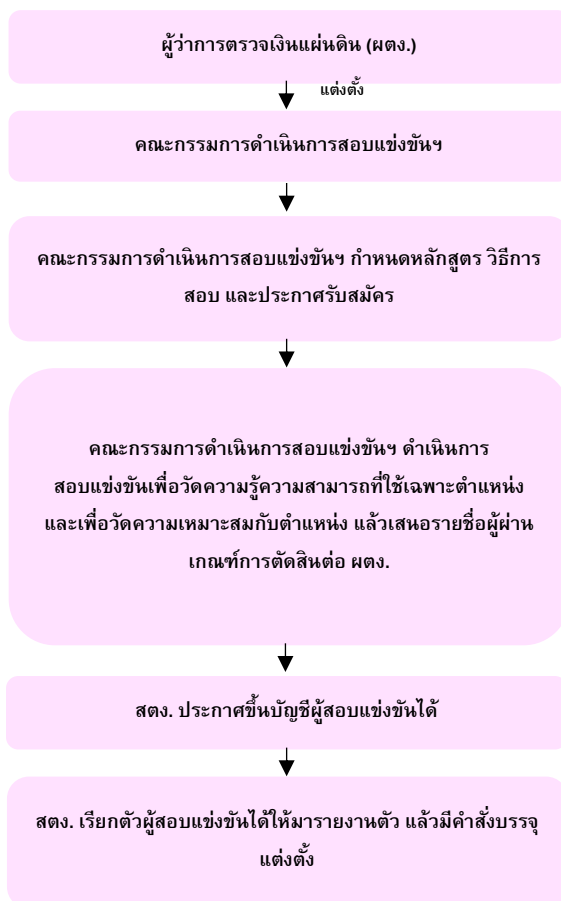 ผู้ว่าการตรวจเงินแผ่นดิน (ผตง.)
แต่งตั้ง
คณะกรรมการดำเนินการสอบแข่งขันฯ
คณะกรรมการดำเนินการสอบแข่งขันฯ กำหนดหลักสูตร วิธีการ
สอบ และประกาศรับสมัคร
คณะกรรมการดำเนินการสอบแข่งขันฯ ดำเนินการ
สอบแข่งขันเพื่อวัดความรู้ความสามารถที่ใช้เฉพาะตำแหน่ง
และเพื่อวัดความเหมาะสมกับตำแหน่ง แล้วเสนอรายชื่อผู้ผ่าน
เกณฑ์การตัดสินต่อ ผตง.
สตง. ประกาศขึ้นบัญชีผู้สอบแข่งขันได้
สตง. เรียกตัวผู้สอบแข่งขันได้ให้มารายงานตัว แล้วมีคำสั่งบรรจุ
แต่งตั้ง